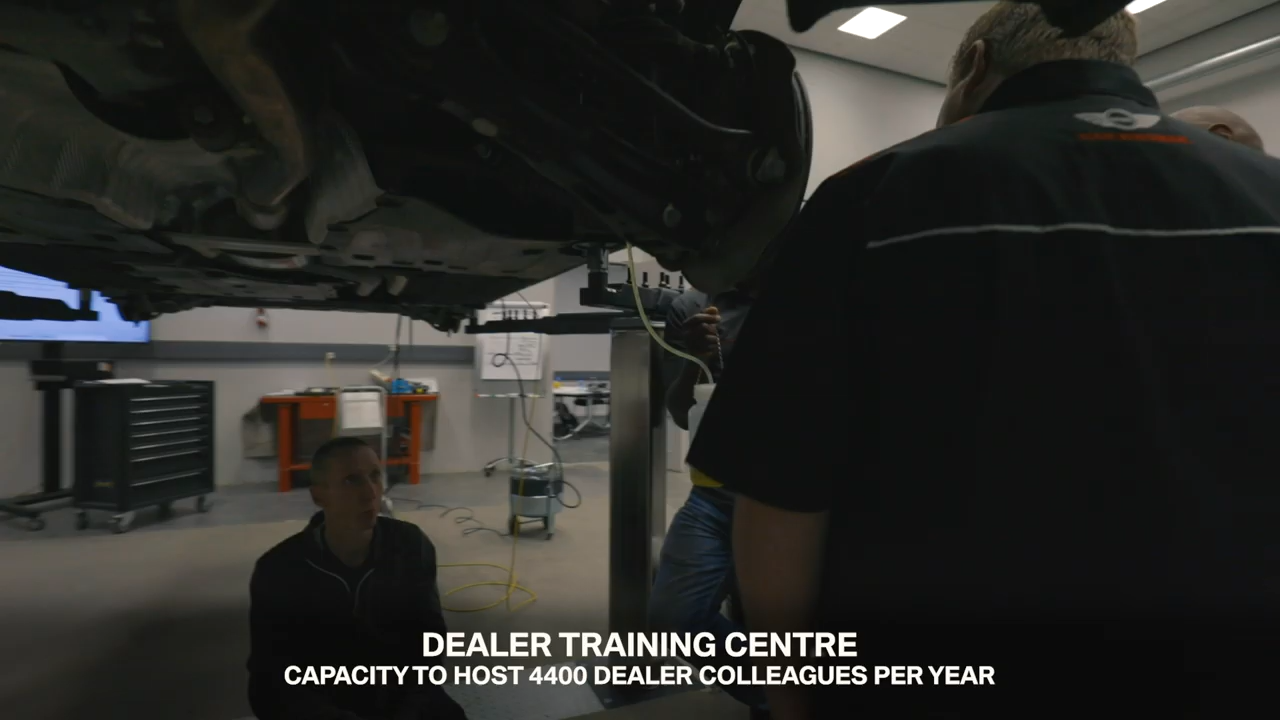 DEALER TRAINING CENTRE
CAPACITY TO HOST 4400 DEALER COLLEAGUES PER YEAR